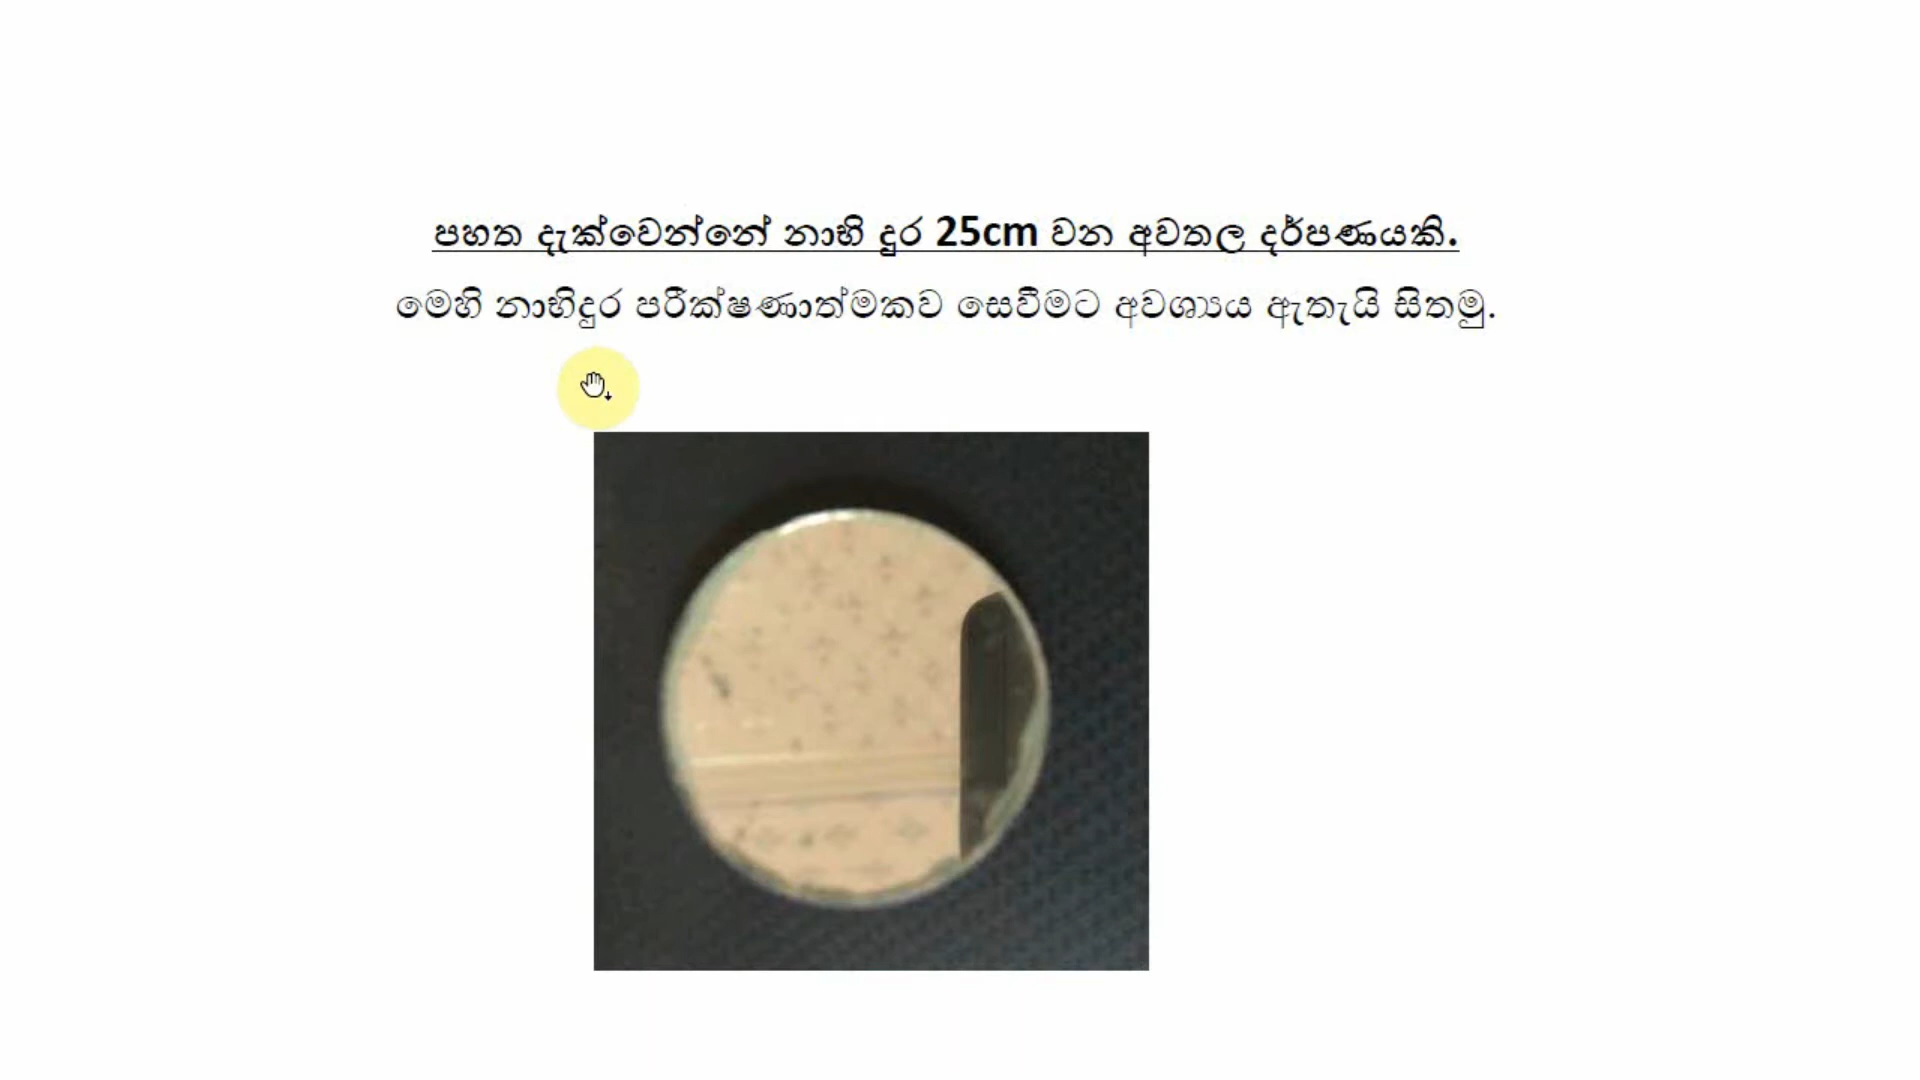 පහත දැක්වෙන්නේ නාභි දුර 25cm වන අවතල දර්පණයකි.
මෙහි නාභිදුර පරීක්ෂණාත්මකව සෙවීමට අවශ්‍යය ඇතැයි සිතමු.